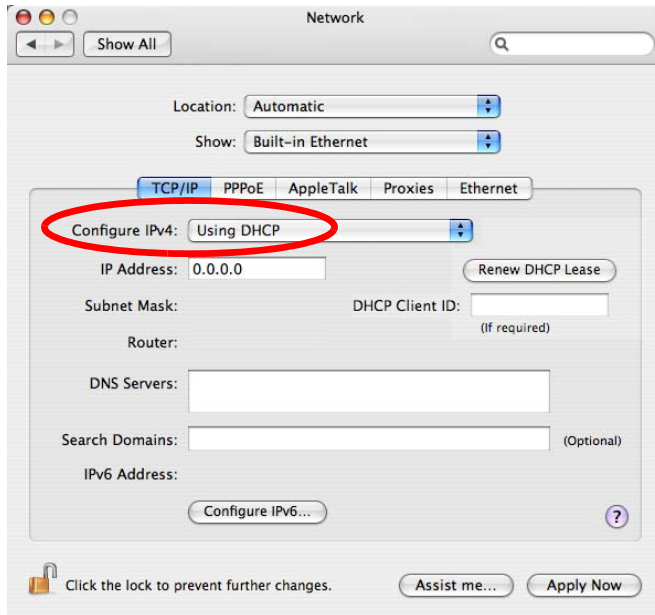 Network
Show All
Location: Automatic
Show: Built-in Ethernet
TCP/IP PPPoE AppleTalk Proxies Ethernet
Configure IPv4: Using DHCP
IP Address: 0.0.0.0 Renew DHCP Lease
Subnet Mask: DHCP Client ID:
(If required)
Router:
DNS Servers:
Search Domains: (Optional)
IPv6 Address:
Configure IPv6... ?
Click the lock to prevent further changes. Assist me... Apply Now